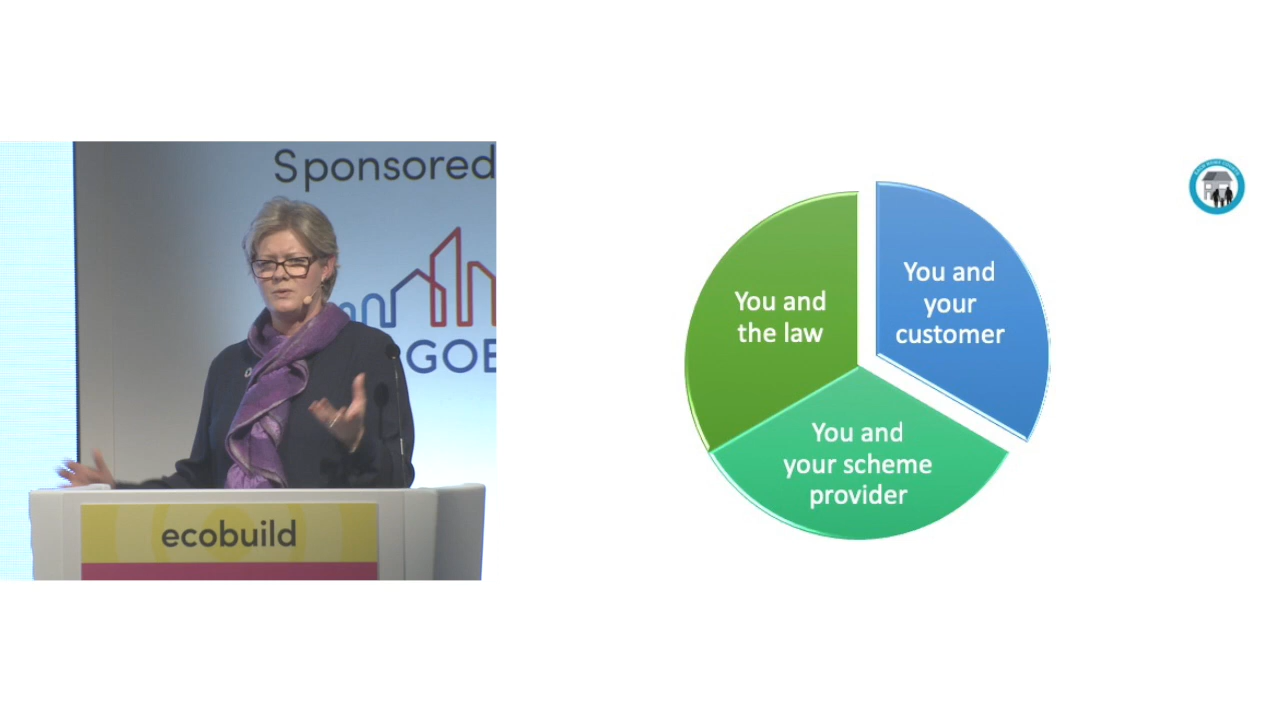 Sponsored
GOE
ecobuild
You and
the law
You and
your
customer
You and
your scheme
provider